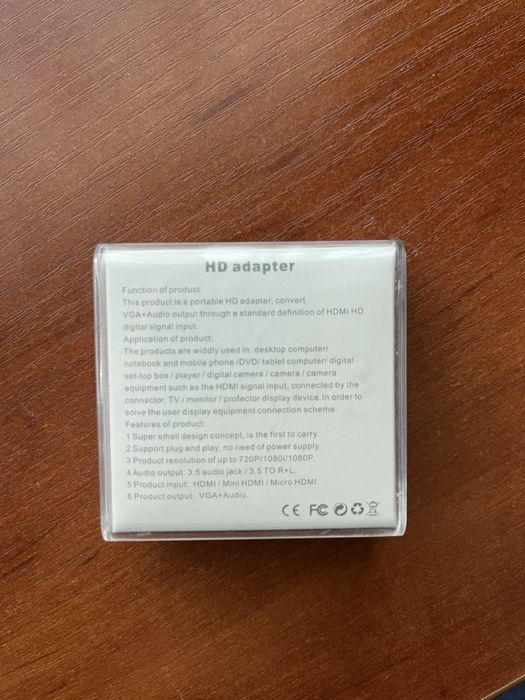 HD adapter
Function of product:
This product is a portable HD adapter, convert
VGA+Audio output through a standard definition of HDMI HD
digital signal input.
Application of product:
The products are widdly used in: desktop computer/
notebook and mobile phone /DVD/ tablet computer/ digital
set-top box / player / digital camera / camera / camera
equipment such as the HDMI signal input, connected by the
connector, TV / monitor / profector display device.In order to
solve the user display equipment connection scheme.
Features of product:
1 Super small design concept, is the first to carry.
2 Support plug and play, no need of power supply.
3 Product resolution of up to 720P/1080I/1080P.
4 Audio output: 3.5 audio jack / 3.5 TO R+L.
5 Product input: HDMI / Mini HDMI / Micro HDMI.
6 Product output: VGA+Audio.
CE FC